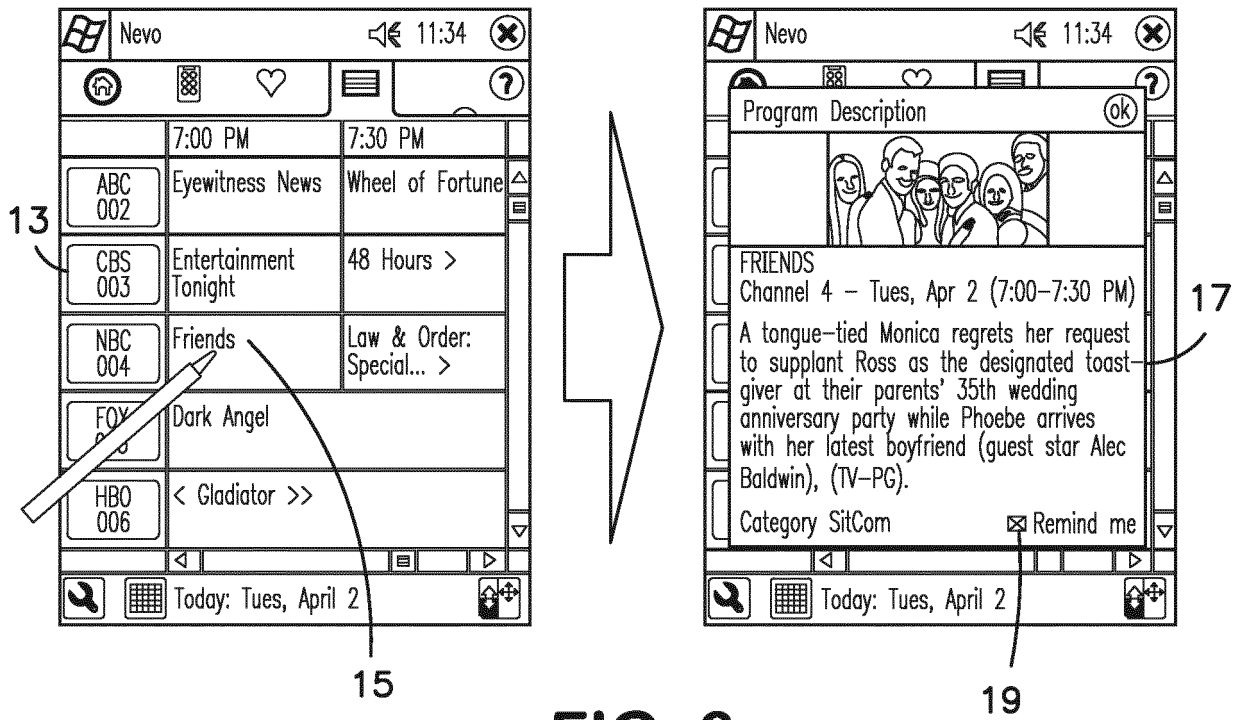 Nevo 11:34
?
7:00 PM 7:30 PM
ABC
002
Eyewitness News
Wheel of Fortune
13
CBS
003
Entertainment
Tonight
48 Hours >
NBC
004
Friends
Law & Order:
Special... >
FOX
Dark Angel
HBO
006
< Gladiator >>
Today: Tues, April 2
15
Nevo 11:34
?
Program Description ok
FRIENDS
Channel 4 – Tues, Apr 2 (7:00–7:30 PM)
17
A tongue–tied Monica regrets her request
to supplant Ross as the designated toast–
giver at their parents' 35th wedding
anniversary party while Phoebe arrives
with her latest boyfriend (guest star Alec
Baldwin), (TV–PG).
Category SitCom Remind me
Today: Tues, April 2
19